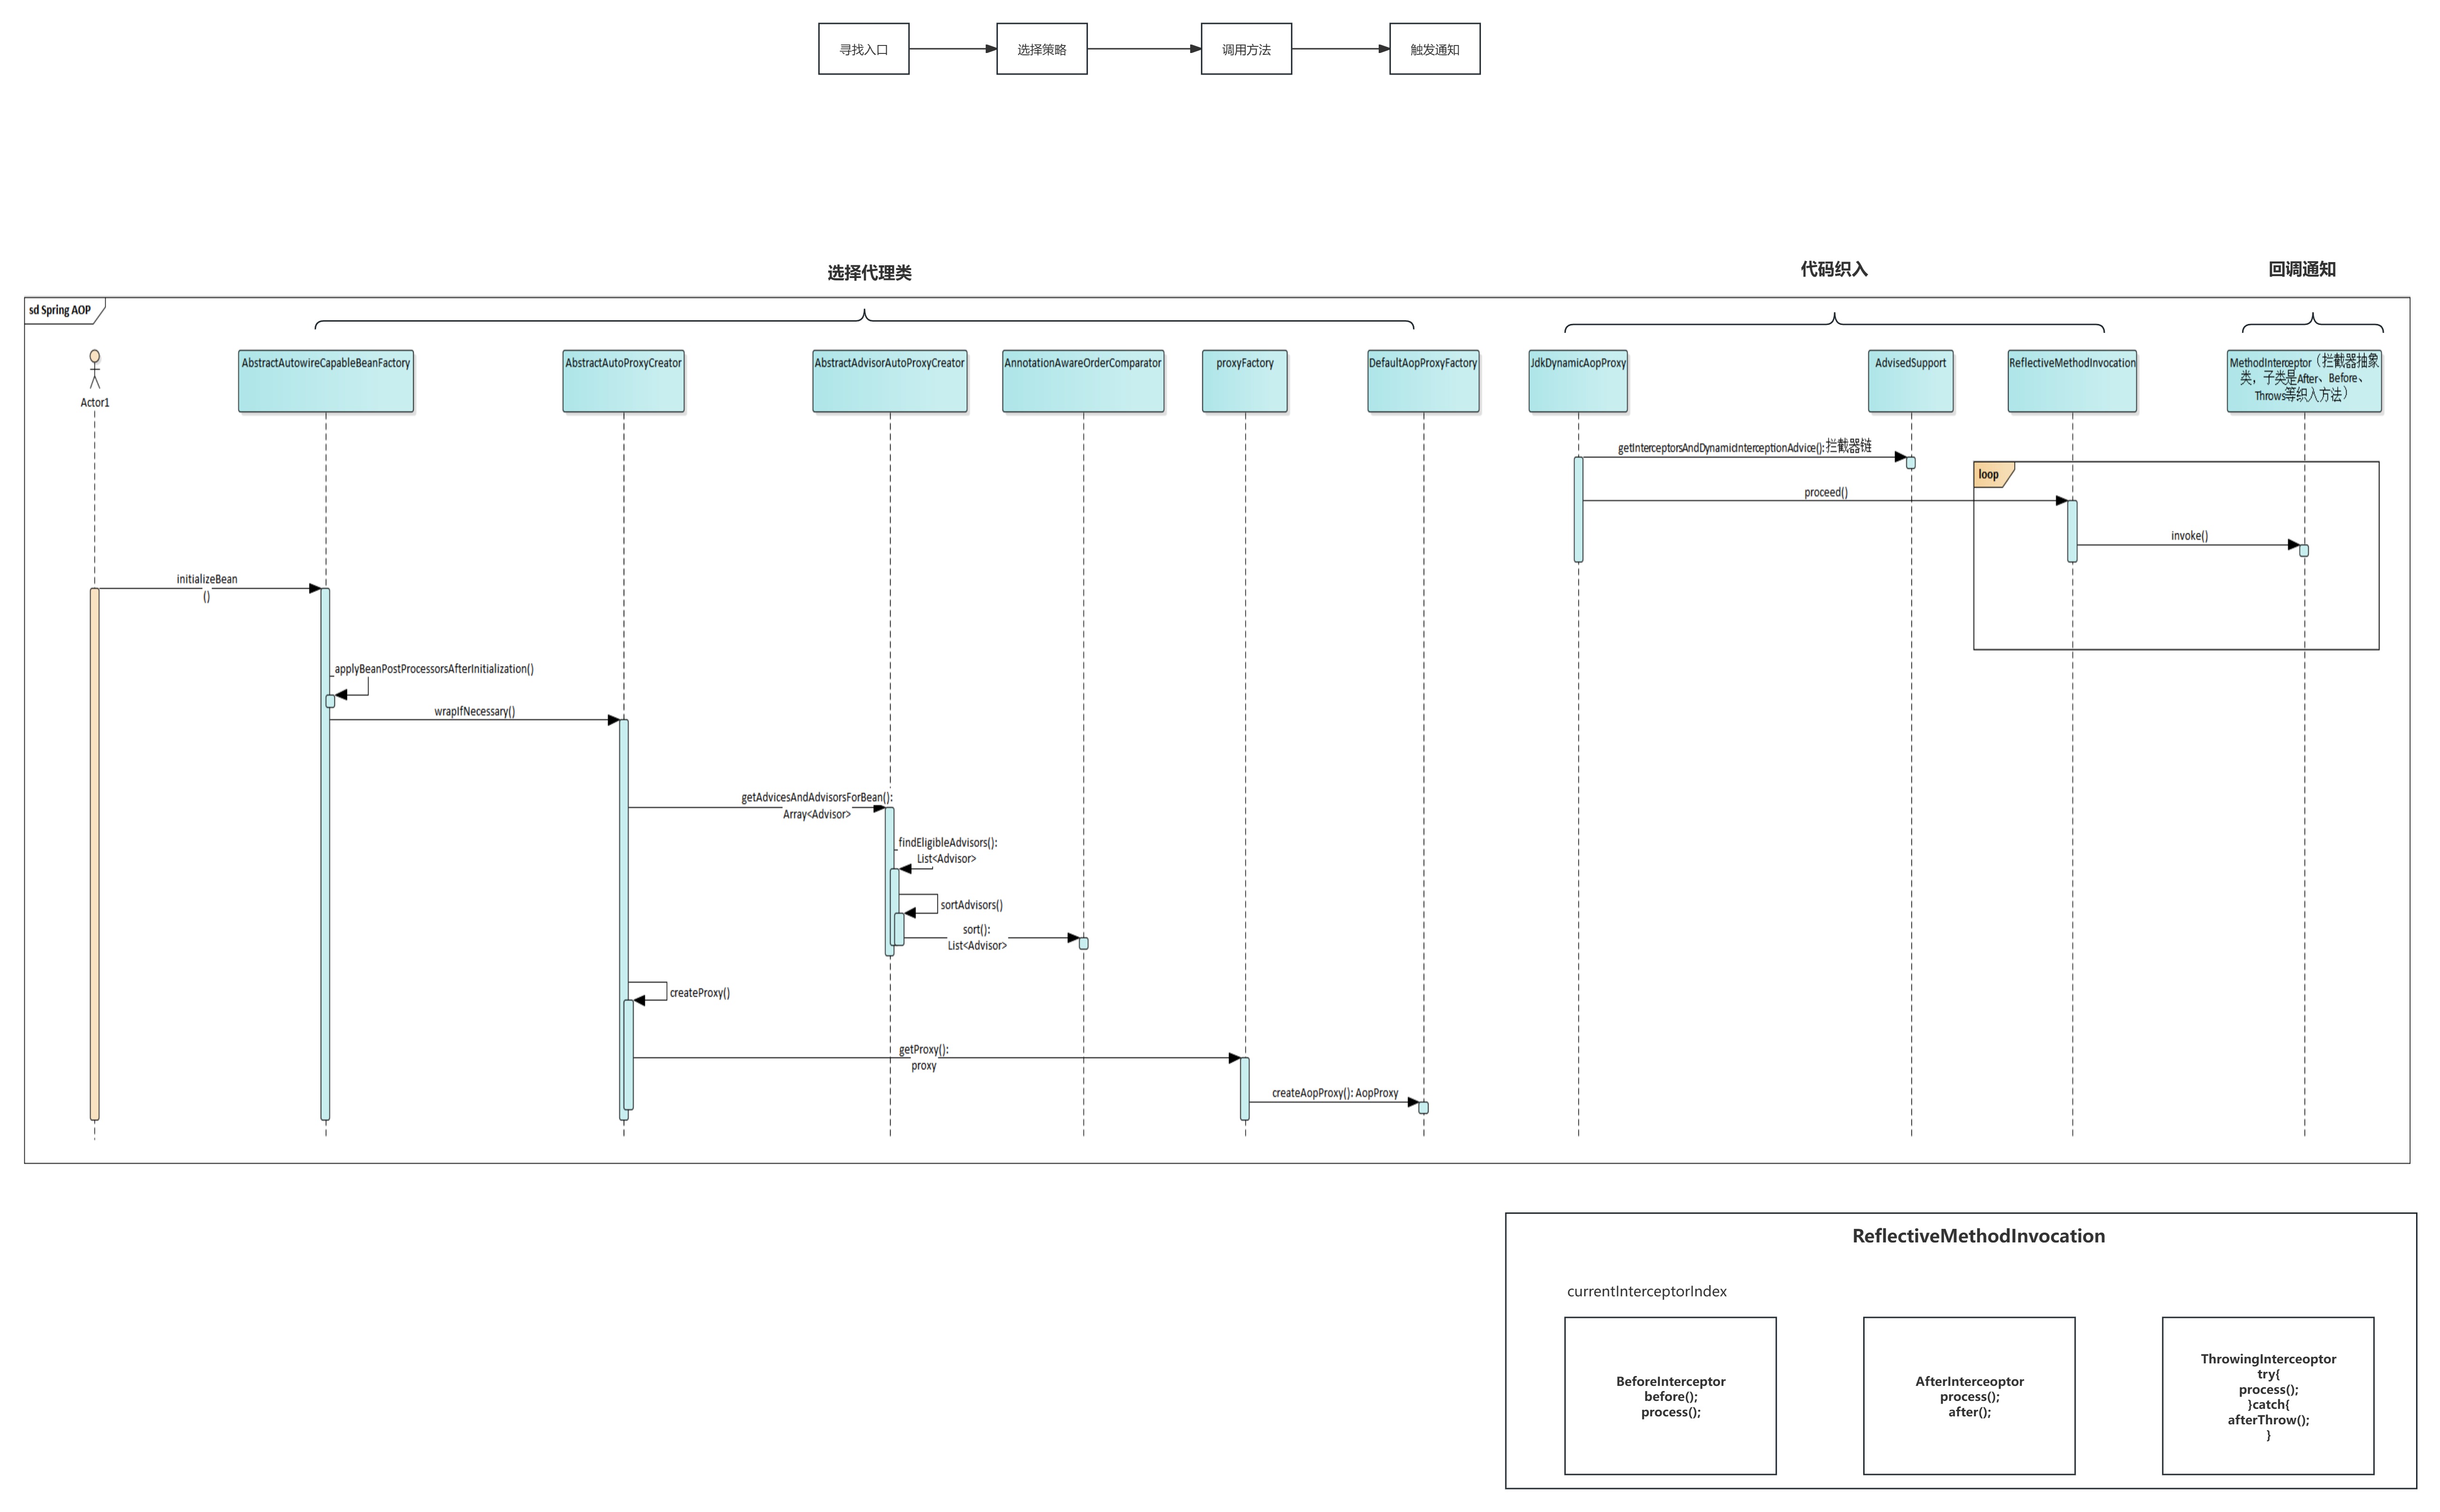 寻找入口
选择策略
调用方法
触发通知
选择代理类
代码织入
回调通知
sd Spring AOP
Actor1
AbstractAutowireCapableBeanFactory
AbstractAutoProxyCreator
AbstractAdvisorAutoProxyCreator
AnnotationAwareOrderComparator
proxyFactory
DefaultAopProxyFactory
JdkDynamicAopProxy
AdvisedSupport
ReflectiveMethodInvocation
MethodInterceptor（拦截器抽象
类，子类是After、Before、
Throws等织入方法）
getInterceptorsAndDynamicInterceptionAdvice(): 拦截器链
loop
proceed()
invoke()
initializeBean
()
applyBeanPostProcessorsAfterInitialization()
wrapIfNecessary()
getAdvicesAndAdvisorsForBean():
Array<Advisor>
findEligibleAdvisors():
List<Advisor>
sortAdvisors()
sort():
List<Advisor>
createProxy()
getProxy():
proxy
createAopProxy(): AopProxy
ReflectiveMethodInvocation
currentInterceptorIndex
BeforeInterceptor
before();
process();
AfterInterceoptor
process();
after();
ThrowingInterceoptor
try{
process();
}catch{
afterThrow();
}